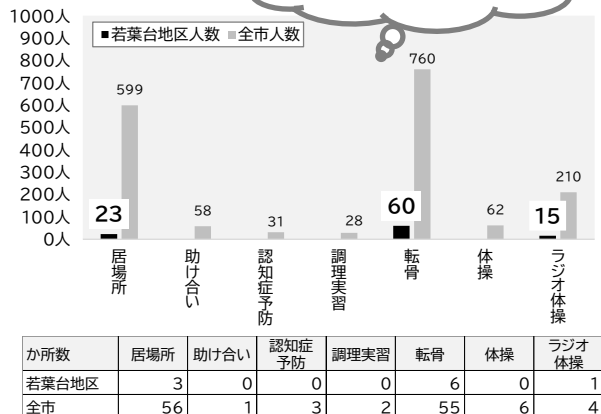 1000人
900人
800人
700人
600人
500人
400人
300人
200人
100人
0人
■若葉台地区人数 ■全市人数
23
599
58
31
28
60
760
62
15
210
居場所
助け合い
認知症予防
調理実習
転骨
体操
ラジオ体操
か所数 居場所 助け合い 認知症予防 調理実習 転骨 体操 ラジオ体操
若葉台地区 3 0 0 0 6 0 1
全市 56 1 3 2 55 6 4